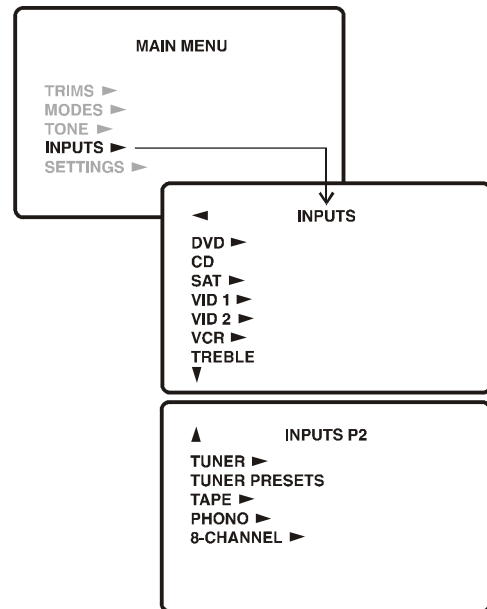 MAIN MENU
TRIMS ►
MODES ►
TONE ►
INPUTS ►
SETTINGS ►
◄ INPUTS
DVD ►
CD
SAT ►
VID 1 ►
VID 2 ►
VCR ►
TREBLE
▼
▲ INPUTS P2
TUNER ►
TUNER PRESETS
TAPE ►
PHONO ►
8-CHANNEL ►